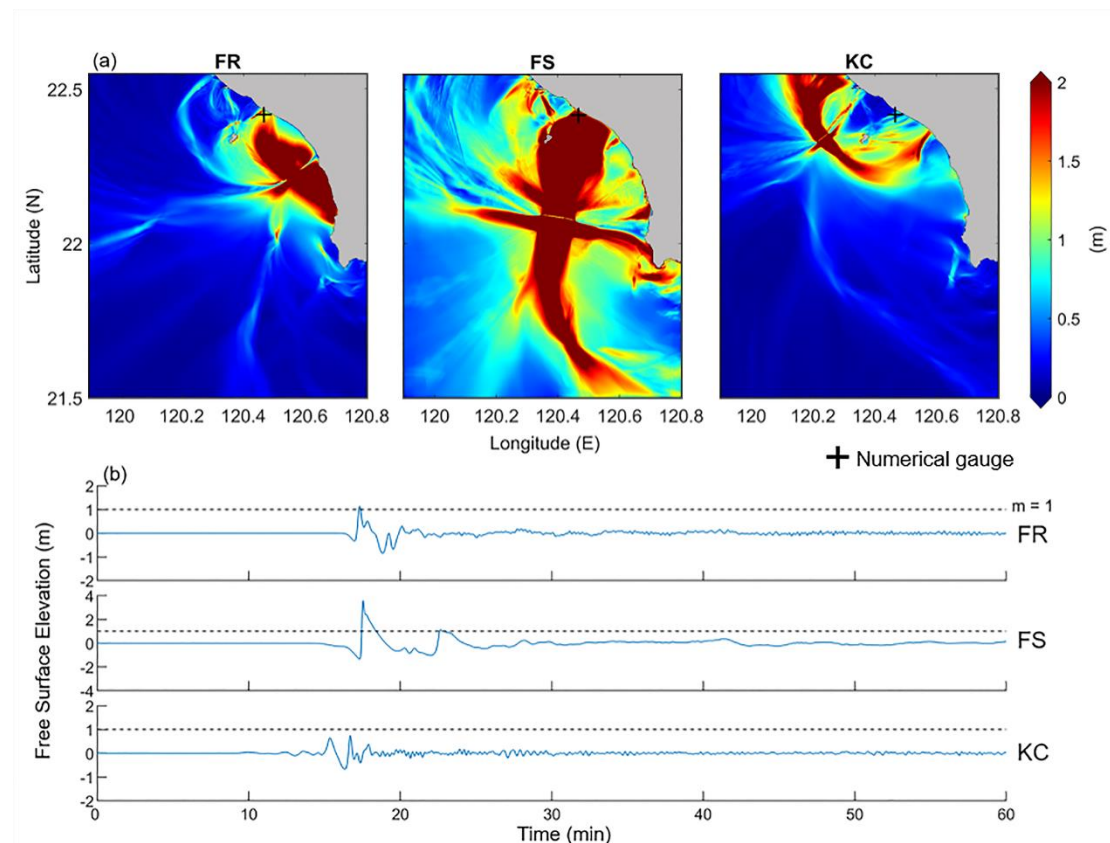 (a)
FR
FS
KC
22.5
22
21.5
Latitude (N)
120 120.2 120.4 120.6 120.8
120 120.2 120.4 120.6 120.8
120 120.2 120.4 120.6 120.8
Longitude (E)
2
1.5
1
0.5
0
(m)
+ Numerical gauge
(b)
Free Surface Elevation (m)
2
1
0
-1
-2
m = 1
FR
4
2
0
-2
-4
FS
2
1
0
-1
-2
KC
0 10 20 30 40 50 60
Time (min)